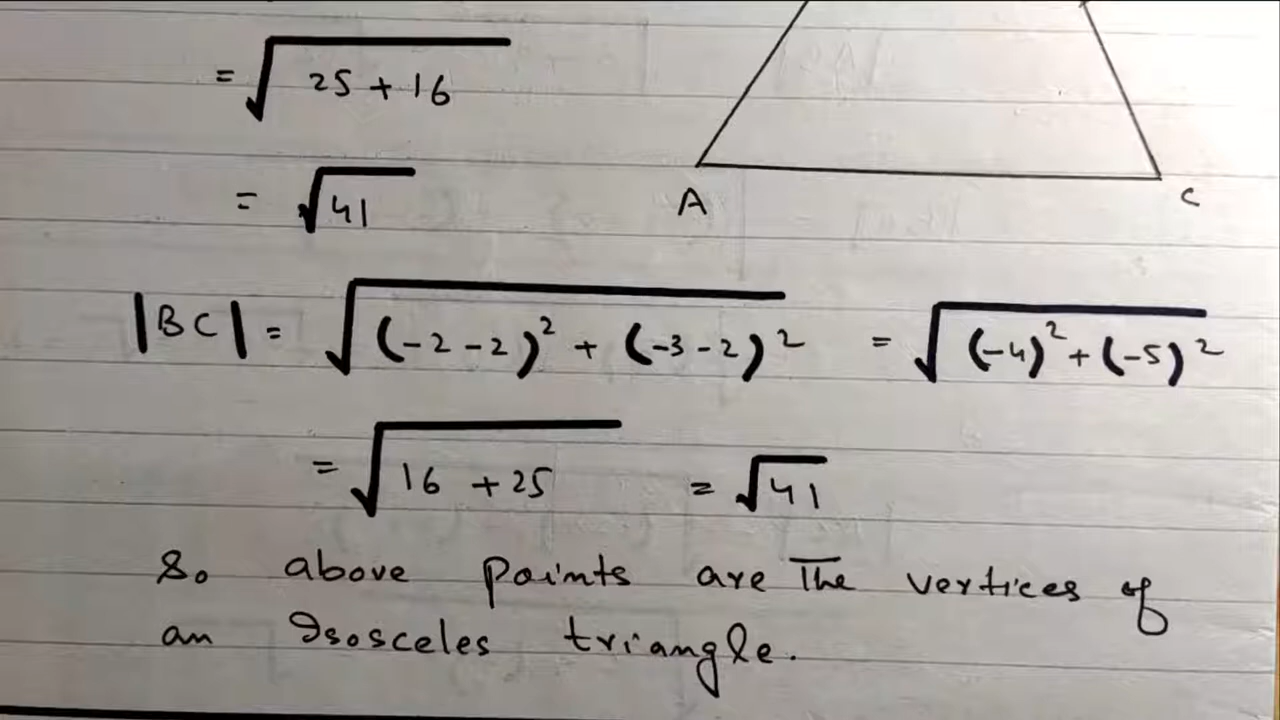 = √25 + 16
= √41
A
C
|BC| = √(-2-2)² + (-3-2)² = √(-4)² + (-5)²
= √16 + 25 = √41
So above points are The vertices of
an Isosceles triangle.